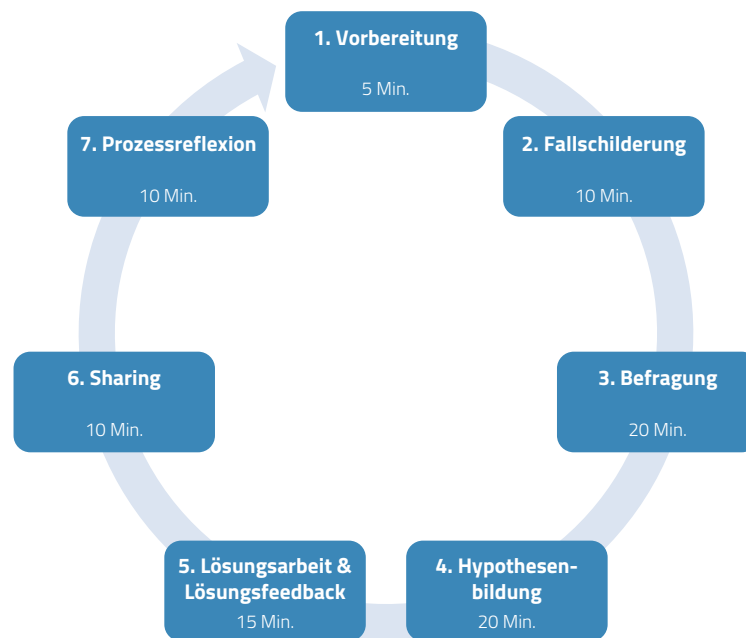 1. Vorbereitung
5 Min.
2. Fallschilderung
10 Min.
3. Befragung
20 Min.
4. Hypothesen-
bildung
20 Min.
5. Lösungsarbeit &
Lösungsfeedback
15 Min.
6. Sharing
10 Min.
7. Prozessreflexion
10 Min.